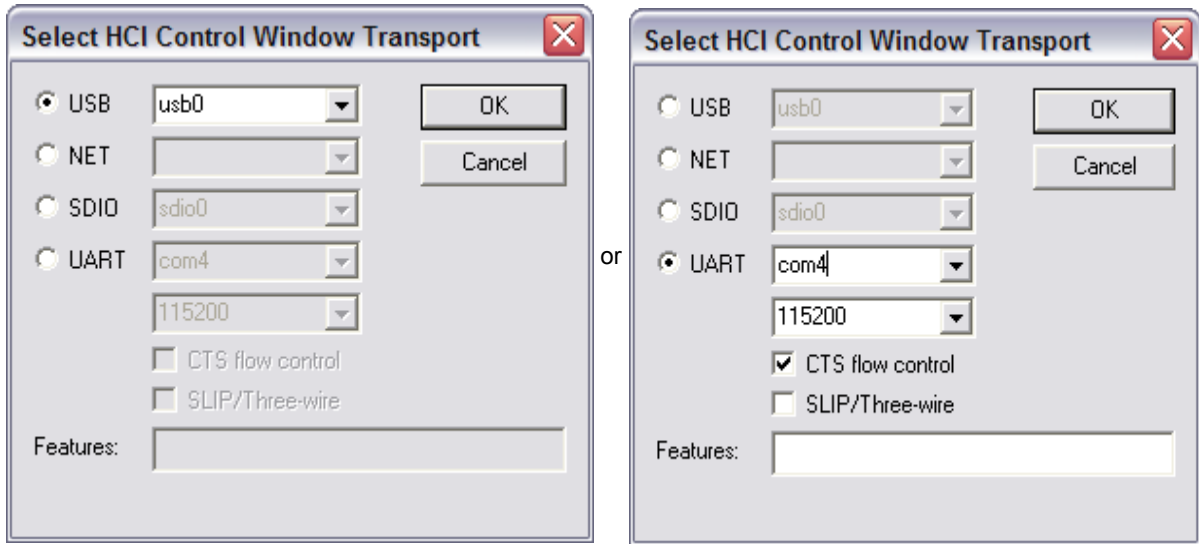 Select HCI Control Window Transport
USB usb0 OK
NET Cancel
SDIO sdio0
UART com4
115200
CTS flow control
SLIP/Three-wire
Features:
or
Select HCI Control Window Transport
USB usb0 OK
NET Cancel
SDIO sdio0
UART com4
115200
CTS flow control
SLIP/Three-wire
Features: